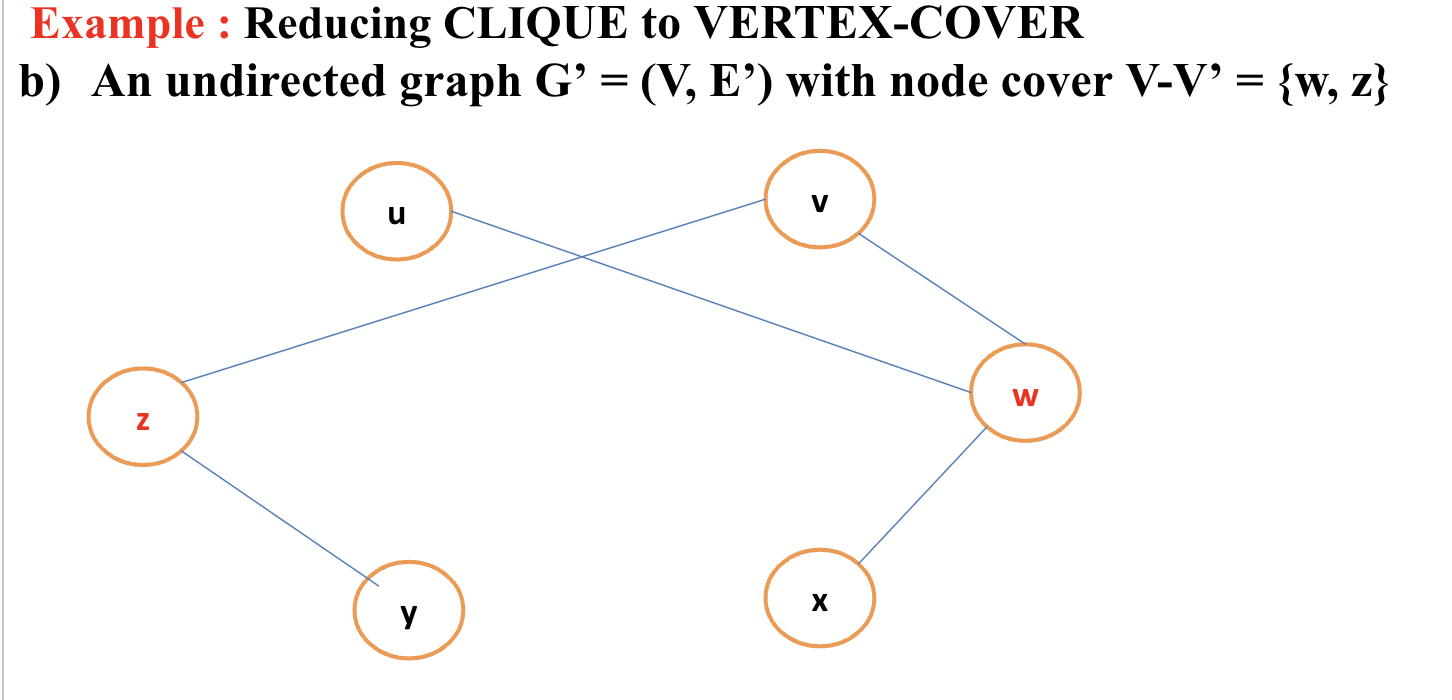 Example : Reducing CLIQUE to VERTEX-COVER
b) An undirected graph G’ = (V, E’) with node cover V-V’ = {w, z}
u
v
z
w
y
x